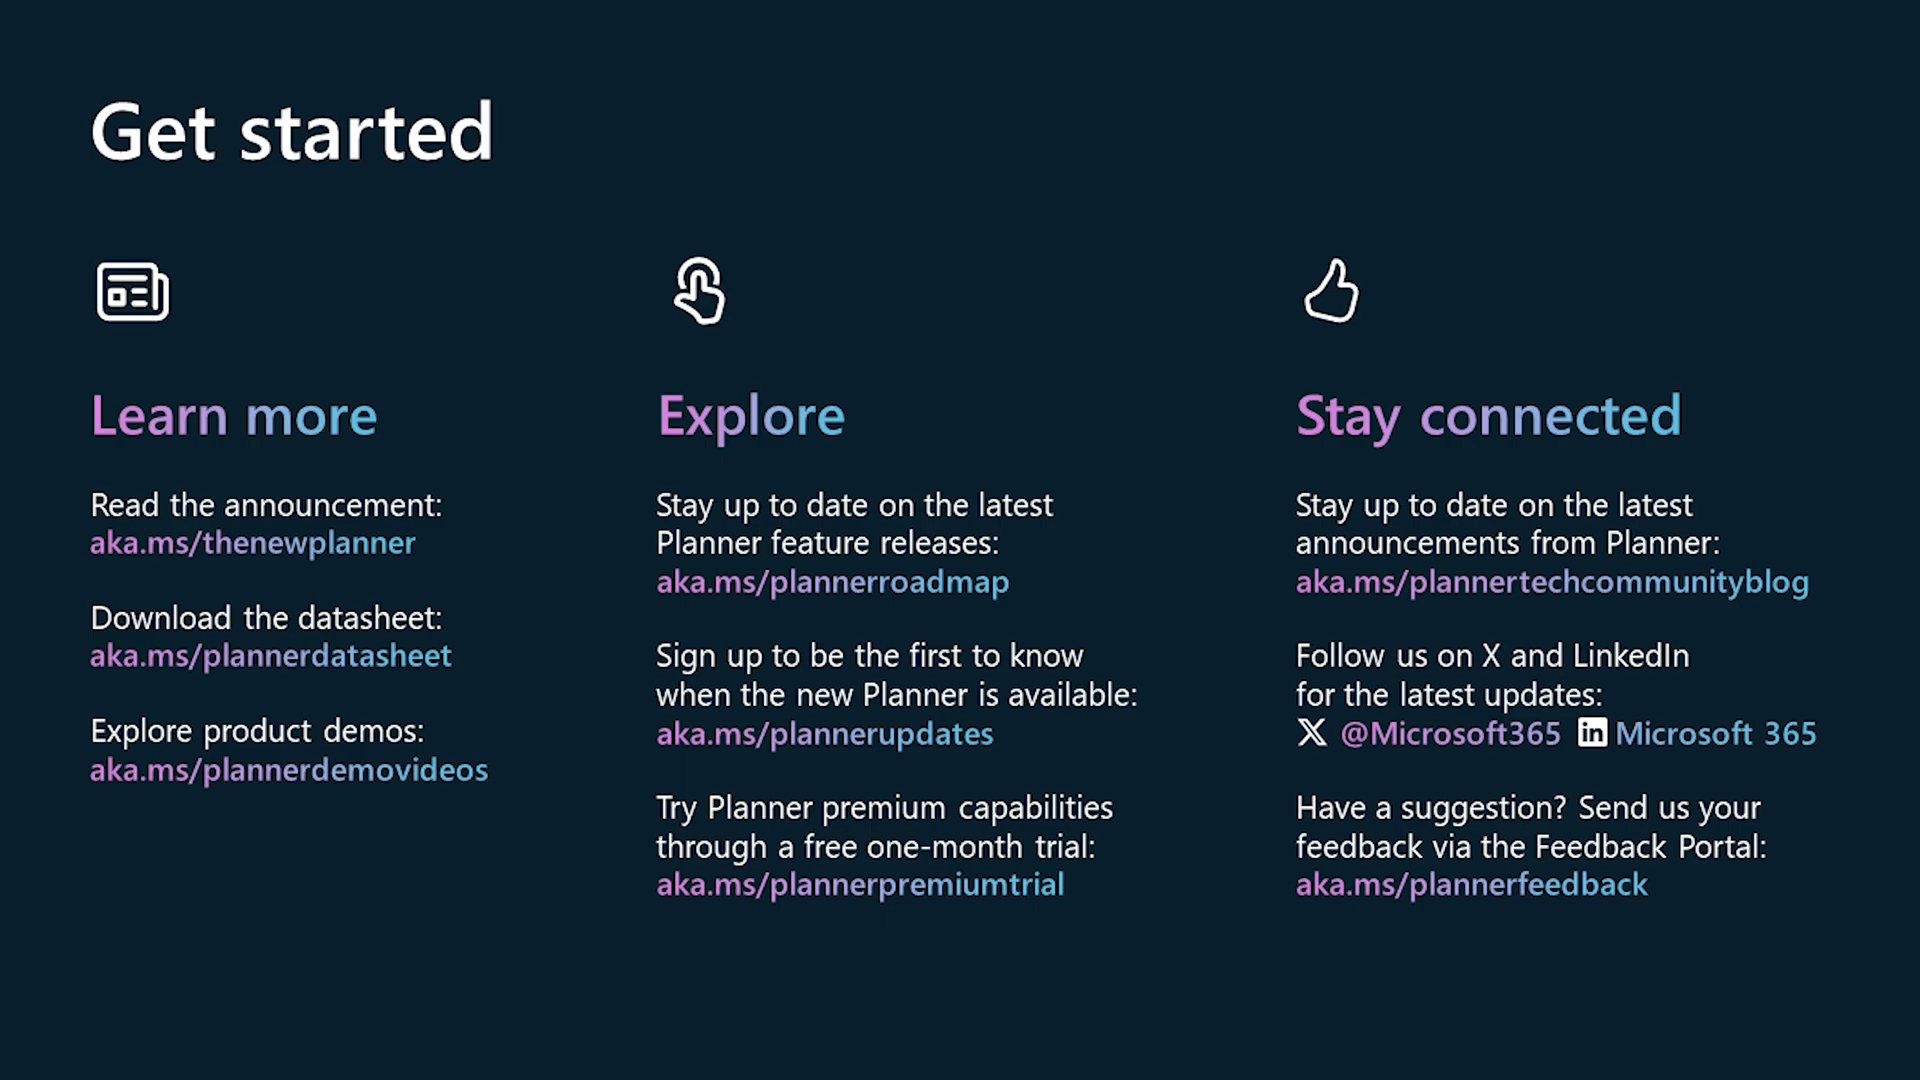 Get started
Learn more
Read the announcement:
aka.ms/thenewplanner
Download the datasheet:
aka.ms/plannerdatasheet
Explore product demos:
aka.ms/plannerdemovideos
Explore
Stay up to date on the latest
Planner feature releases:
aka.ms/plannerroadmap
Sign up to be the first to know
when the new Planner is available:
aka.ms/plannerupdates
Try Planner premium capabilities
through a free one-month trial:
aka.ms/plannerpremiumtrial
Stay connected
Stay up to date on the latest
announcements from Planner:
aka.ms/plannertechcommunityblog
Follow us on X and LinkedIn
for the latest updates:
X @Microsoft365 in Microsoft 365
Have a suggestion? Send us your
feedback via the Feedback Portal:
aka.ms/plannerfeedback